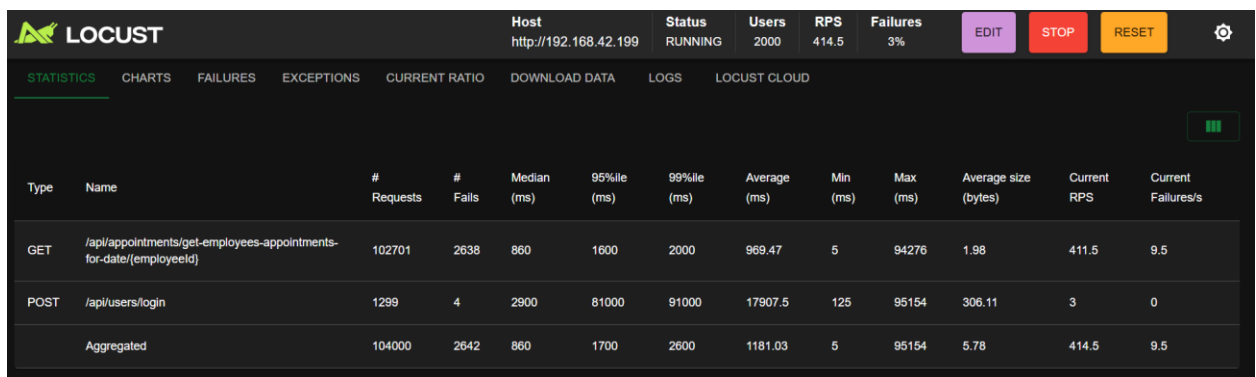 LOCUST
Host
http://192.168.42.199
Status
RUNNING
Users
2000
RPS
414.5
Failures
3%
EDIT
STOP
RESET
STATISTICS CHARTS FAILURES EXCEPTIONS CURRENT RATIO DOWNLOAD DATA LOGS LOCUST CLOUD
Type Name # Requests # Fails Median (ms) 95%ile (ms) 99%ile (ms) Average (ms) Min (ms) Max (ms) Average size (bytes) Current RPS Current Failures/s
GET /api/appointments/get-employees-appointments-
for-date/{employeeId} 102701 2638 860 1600 2000 969.47 5 94276 1.98 411.5 9.5
POST /api/users/login 1299 4 2900 81000 91000 17907.5 125 95154 306.11 3 0
Aggregated 104000 2642 860 1700 2600 1181.03 5 95154 5.78 414.5 9.5